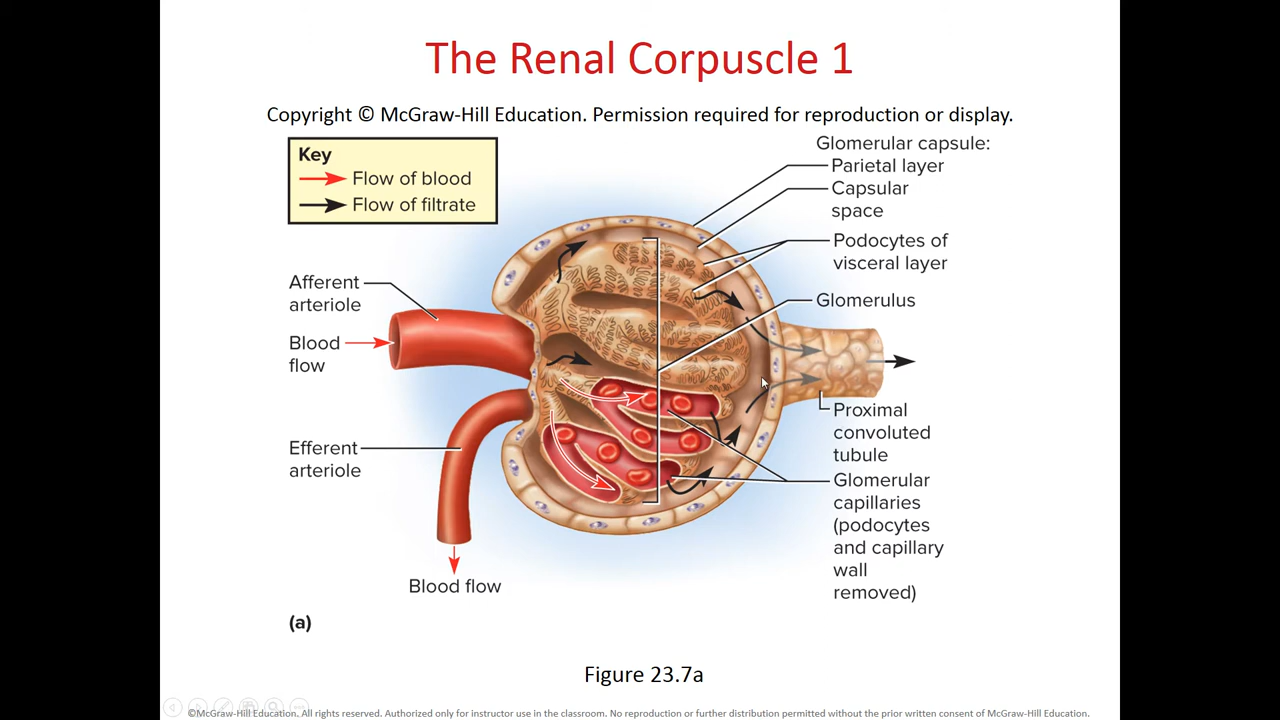 The Renal Corpuscle 1
Copyright © McGraw-Hill Education. Permission required for reproduction or display.
Key
Flow of blood
Flow of filtrate
Glomerular capsule:
Parietal layer
Capsular
space
Podocytes of
visceral layer
Glomerulus
Afferent
arteriole
Blood
flow
Efferent
arteriole
Blood flow
Proximal
convoluted
tubule
Glomerular
capillaries
(podocytes
and capillary
wall
removed)
(a)
Figure 23.7a
©McGraw-Hill Education. All rights reserved. Authorized only for instructor use in the classroom. No reproduction or further distribution permitted without the prior written consent of McGraw-Hill Education.